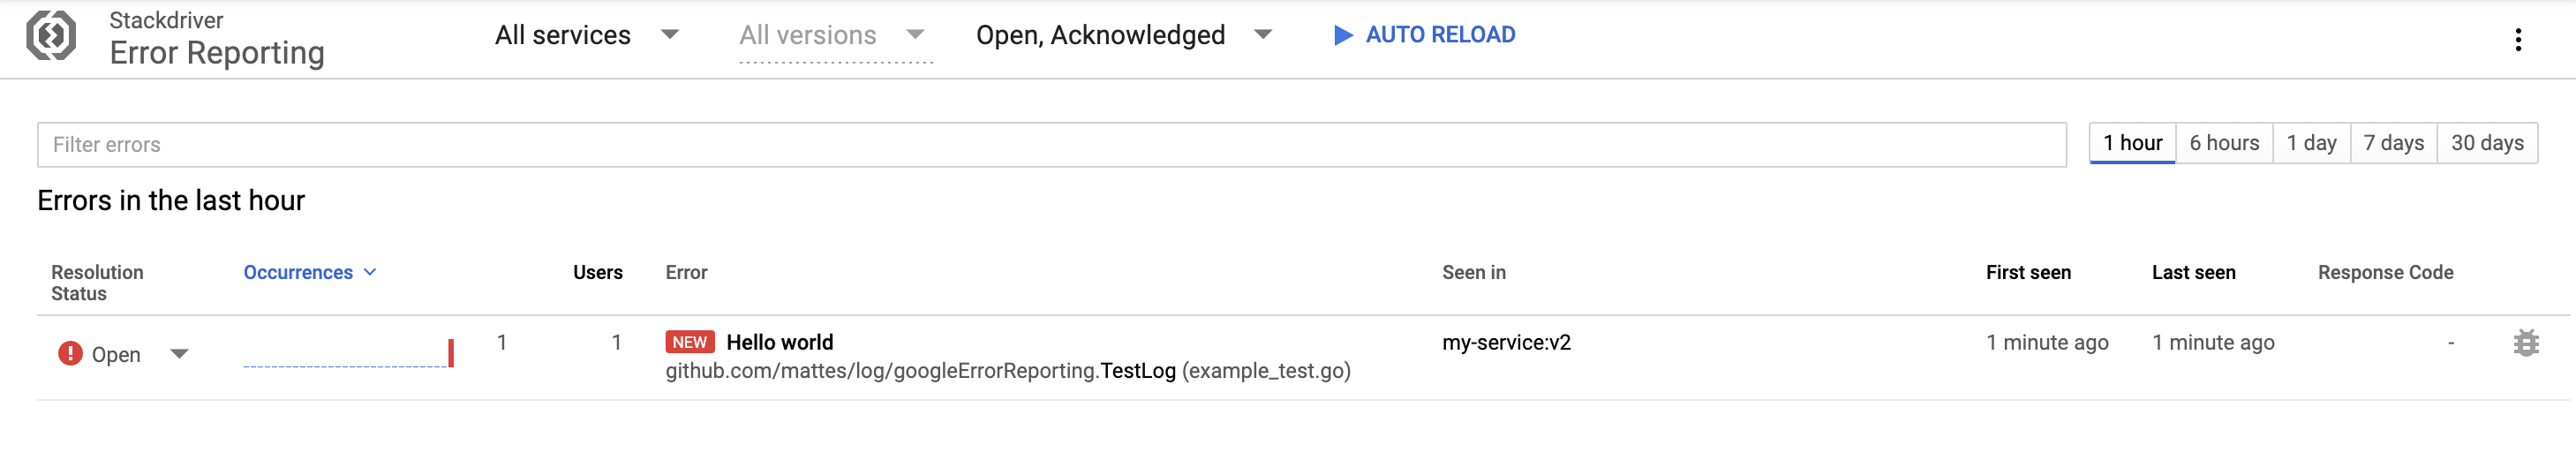 Stackdriver
Error Reporting
All services
All versions
Open, Acknowledged
AUTO RELOAD
Filter errors
1 hour
6 hours
1 day
7 days
30 days
Errors in the last hour
Resolution
Status
Occurrences
Users
Error
Seen in
First seen
Last seen
Response Code
Open
1
1
NEW Hello world
github.com/mattes/log/googleErrorReporting.TestLog (example_test.go)
my-service:v2
1 minute ago
1 minute ago
-